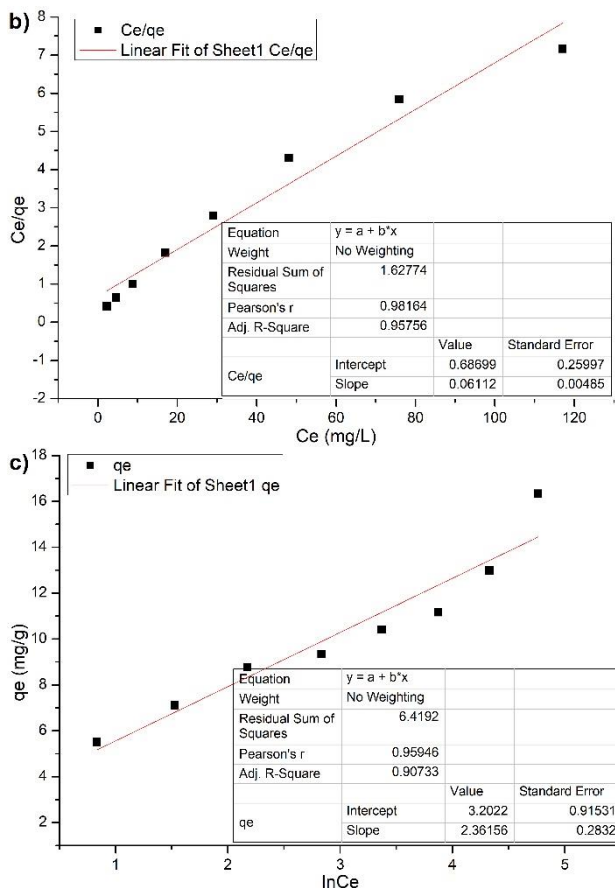 b)
Ce/qe
Linear Fit of Sheet1 Ce/qe
8
7
6
5
4
3
2
1
0
-1
-2
Ce/qe
Equation y = a + b*x
Weight No Weighting
Residual Sum of Squares 1.62774
Pearson's r 0.98164
Adj. R-Square 0.95756
Value Standard Error
Ce/qe Intercept 0.68699 0.25997
Slope 0.06112 0.00485
0 20 40 60 80 100 120
Ce (mg/L)
c)
qe
Linear Fit of Sheet1 qe
18
16
14
12
10
8
6
4
2
qe (mg/g)
Equation y = a + b*x
Weight No Weighting
Residual Sum of Squares 6.4192
Pearson's r 0.95946
Adj. R-Square 0.90733
Value Standard Error
qe Intercept 3.2022 0.91531
Slope 2.36156 0.2832
1 2 3 4 5
lnCe